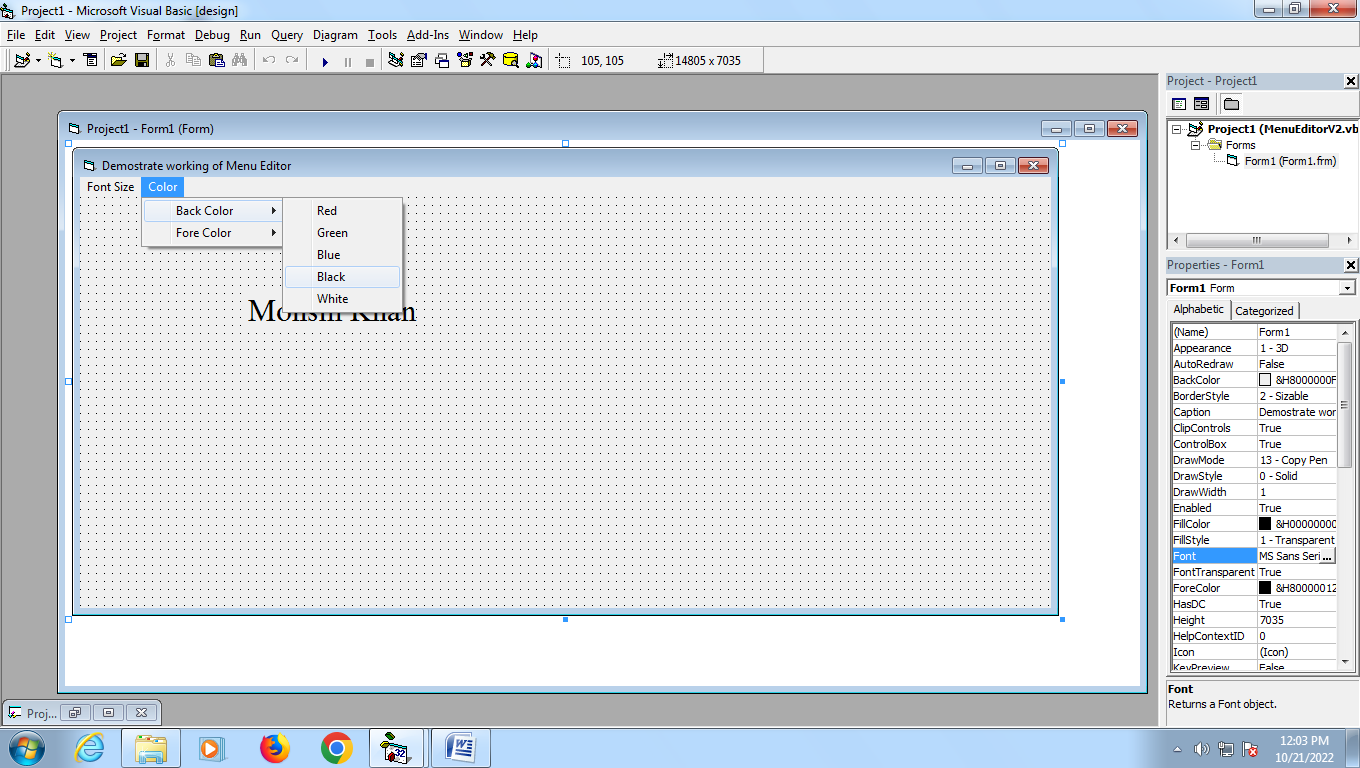 Project1 - Microsoft Visual Basic [design]
File Edit View Project Format Debug Run Query Diagram Tools Add-Ins Window Help
105, 105 14805 x 7035
Project1 - Form1 (Form)
Demostrate working of Menu Editor
Font Size Color
Back Color
Fore Color
Red
Green
Blue
Black
White
Khan
Project - Project1
Project1 (MenuEditorV2.vb
Forms
Form1 (Form1.frm)
Properties - Form1
Form1 Form
Alphabetic Categorized
(Name) Form1
Appearance 1 - 3D
AutoRedraw False
BackColor &H8000000F
BorderStyle 2 - Sizable
Caption Demostrate wor
ClipControls True
ControlBox True
DrawMode 13 - Copy Pen
DrawStyle 0 - Solid
DrawWidth 1
Enabled True
FillColor &H00000000
FillStyle 1 - Transparent
Font MS Sans Seri ...
FontTransparent True
ForeColor &H80000012
HasDC True
Height 7035
HelpContextID 0
Icon (Icon)
KeyPreview False
Font
Returns a Font object.
Proj...
32
12:03 PM
10/21/2022